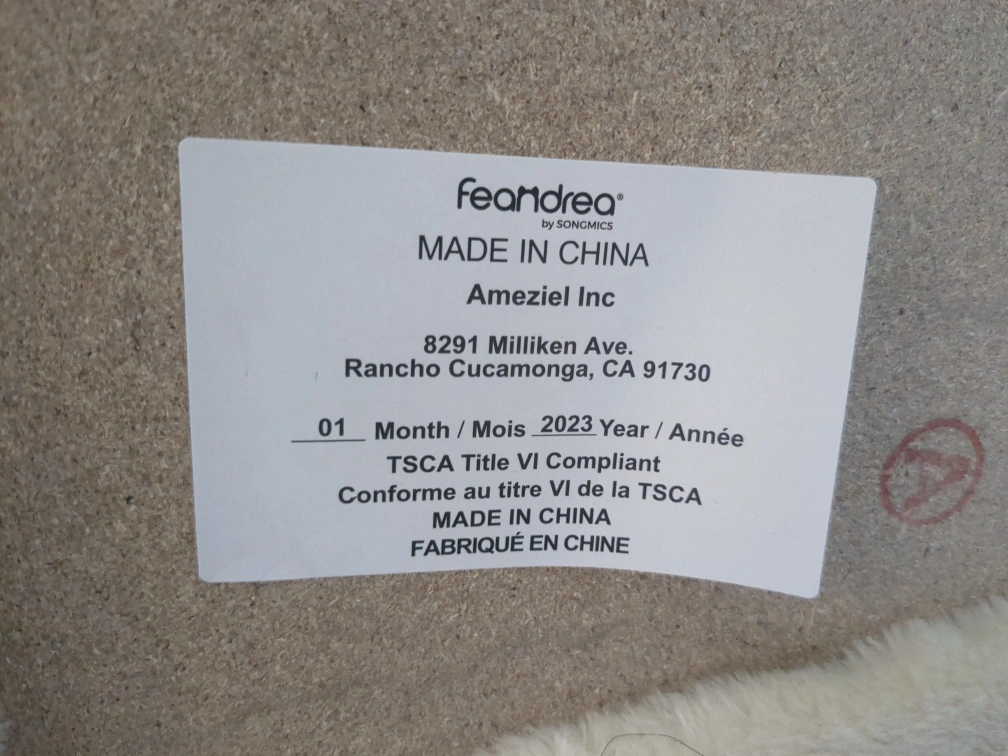 feandrea®
by SONGMICS
MADE IN CHINA
Ameziel Inc
8291 Milliken Ave.
Rancho Cucamonga, CA 91730
01 Month / Mois 2023 Year / Année
TSCA Title VI Compliant
Conforme au titre VI de la TSCA
MADE IN CHINA
FABRIQUÉ EN CHINE
A